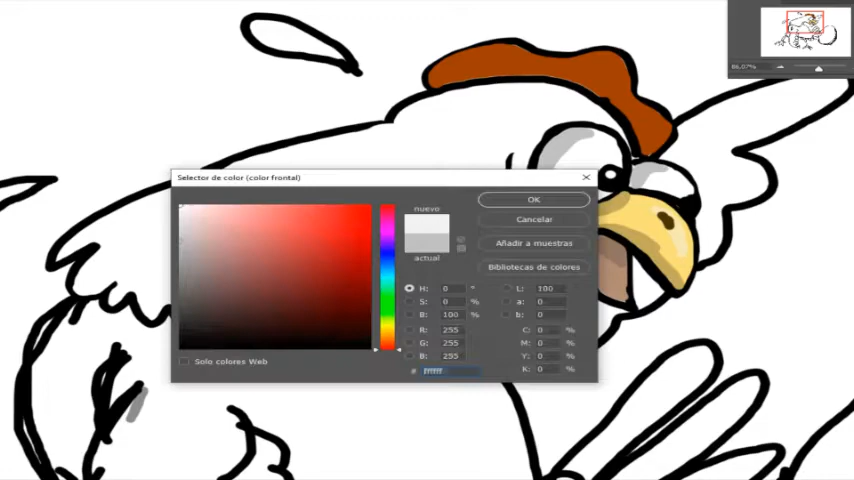 66,07%
Selector de color (color frontal)
nuevo
OK
Cancelar
Añadir a muestras
actual
Bibliotecas de colores
H: 0 °
L: 100
S: 0 %
a: 0
B: 100 %
b: 0
R: 255
C: 0 %
G: 255
M: 0 %
B: 255
Y: 0 %
Solo colores Web
# ffffff
K: 0 %